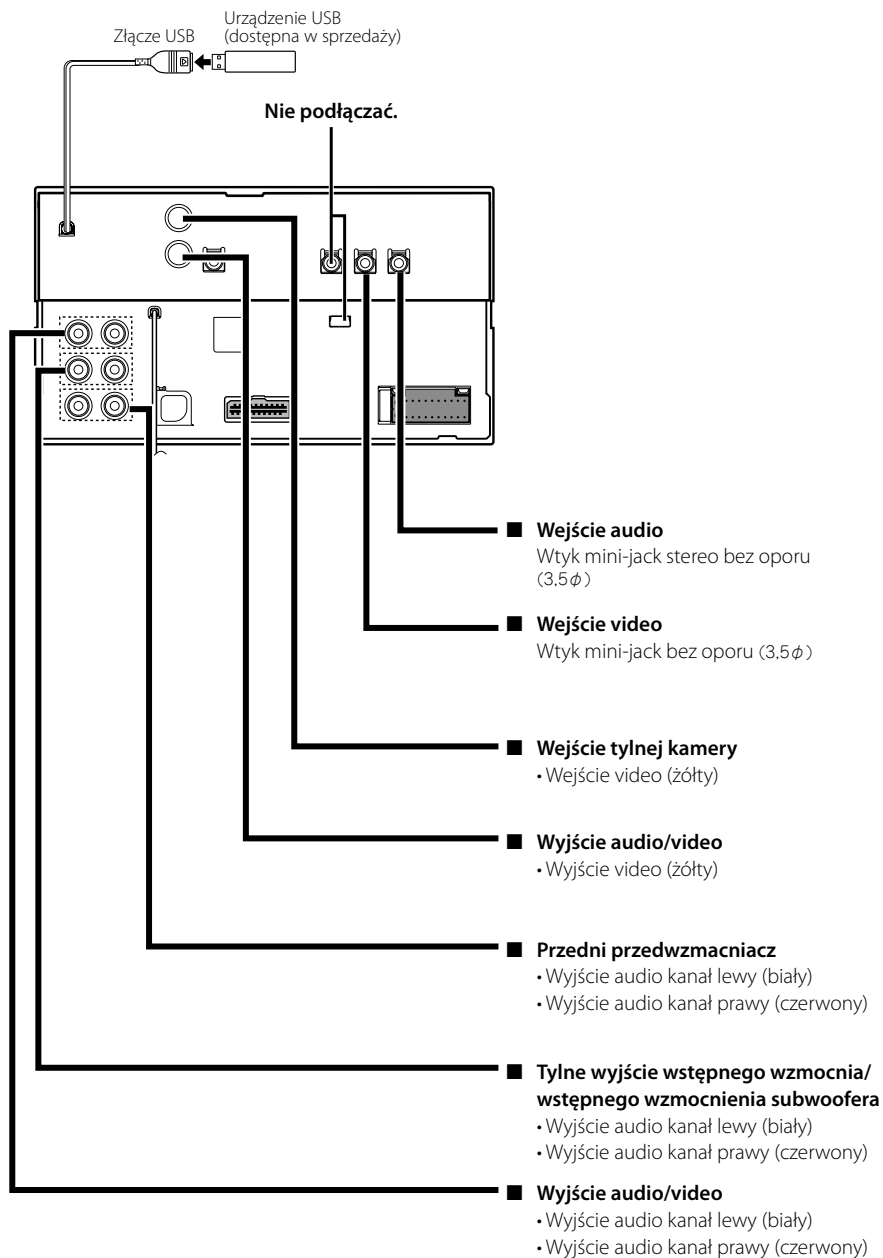 Złącze USB
Urządzenie USB
(dostępna w sprzedaży)
Nie podłączać.
■ Wejście audio
Wtyk mini-jack stereo bez oporu
(3,5φ)
■ Wejście video
Wtyk mini-jack bez oporu (3,5φ)
■ Wejście tylnej kamery
• Wejście video (żółty)
■ Wyjście audio/video
• Wyjście video (żółty)
■ Przedni przedwzmacniacz
• Wyjście audio kanał lewy (biały)
• Wyjście audio kanał prawy (czerwony)
■ Tylne wyjście wstępnego wzmocnia/
wstępnego wzmocnienia subwoofera
• Wyjście audio kanał lewy (biały)
• Wyjście audio kanał prawy (czerwony)
■ Wyjście audio/video
• Wyjście audio kanał lewy (biały)
• Wyjście audio kanał prawy (czerwony)